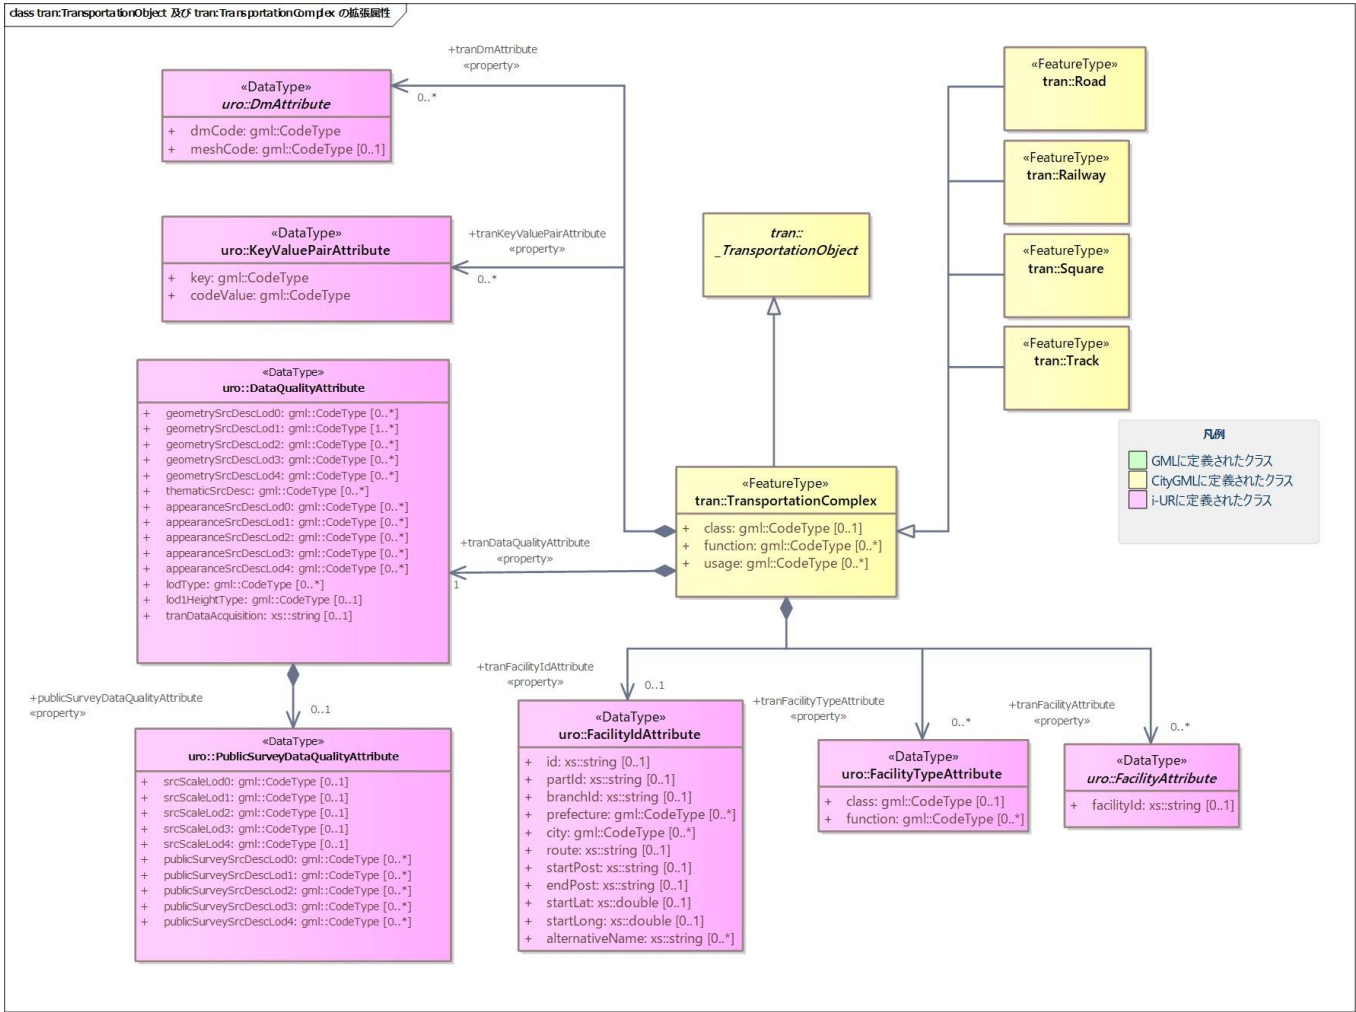 class tran:TransportationObject 及び tran:TransportationComplex の拡張属性
+tranDmAttribute
«property»
0..*
«DataType»
uro::DmAttribute
+ dmCode: gml::CodeType
+ meshCode: gml::CodeType [0..1]
«FeatureType»
tran::Road
«FeatureType»
tran::Railway
«FeatureType»
tran::Square
«FeatureType»
tran::Track
«DataType»
uro::KeyValuePairAttribute
+ key: gml::CodeType
+ codeValue: gml::CodeType
+tranKeyValuePairAttribute
«property»
0..*
tran::
_TransportationObject
«DataType»
uro::DataQualityAttribute
+ geometrySrcDescLod0: gml::CodeType [0..*]
+ geometrySrcDescLod1: gml::CodeType [1..*]
+ geometrySrcDescLod2: gml::CodeType [0..*]
+ geometrySrcDescLod3: gml::CodeType [0..*]
+ geometrySrcDescLod4: gml::CodeType [0..*]
+ thematicSrcDesc: gml::CodeType [0..*]
+ appearanceSrcDescLod0: gml::CodeType [0..*]
+ appearanceSrcDescLod1: gml::CodeType [0..*]
+ appearanceSrcDescLod2: gml::CodeType [0..*]
+ appearanceSrcDescLod3: gml::CodeType [0..*]
+ appearanceSrcDescLod4: gml::CodeType [0..*]
+ lodType: gml::CodeType [0..*]
+ lod1HeightType: gml::CodeType [0..1]
+ tranDataAcquisition: xs::string [0..1]
+tranDataQualityAttribute
«property»
1
«FeatureType»
tran::TransportationComplex
+ class: gml::CodeType [0..1]
+ function: gml::CodeType [0..*]
+ usage: gml::CodeType [0..*]
凡例
GMLに定義されたクラス
CityGMLに定義されたクラス
i-URに定義されたクラス
+publicSurveyDataQualityAttribute
«property»
0..1
«DataType»
uro::PublicSurveyDataQualityAttribute
+ srcScaleLod0: gml::CodeType [0..1]
+ srcScaleLod1: gml::CodeType [0..1]
+ srcScaleLod2: gml::CodeType [0..1]
+ srcScaleLod3: gml::CodeType [0..1]
+ srcScaleLod4: gml::CodeType [0..1]
+ publicSurveySrcDescLod0: gml::CodeType [0..*]
+ publicSurveySrcDescLod1: gml::CodeType [0..*]
+ publicSurveySrcDescLod2: gml::CodeType [0..*]
+ publicSurveySrcDescLod3: gml::CodeType [0..*]
+ publicSurveySrcDescLod4: gml::CodeType [0..*]
+tranFacilityIdAttribute
«property»
0..1
«DataType»
uro::FacilityIdAttribute
+ id: xs::string [0..1]
+ partId: xs::string [0..1]
+ branchId: xs::string [0..1]
+ prefecture: gml::CodeType [0..*]
+ city: gml::CodeType [0..*]
+ route: xs::string [0..1]
+ startPost: xs::string [0..1]
+ endPost: xs::string [0..1]
+ startLat: xs::double [0..1]
+ startLong: xs::double [0..1]
+ alternativeName: xs::string [0..*]
+tranFacilityTypeAttribute
«property»
0..*
«DataType»
uro::FacilityTypeAttribute
+ class: gml::CodeType [0..1]
+ function: gml::CodeType [0..*]
+tranFacilityAttribute
«property»
0..*
«DataType»
uro::FacilityAttribute
+ facilityId: xs::string [0..1]